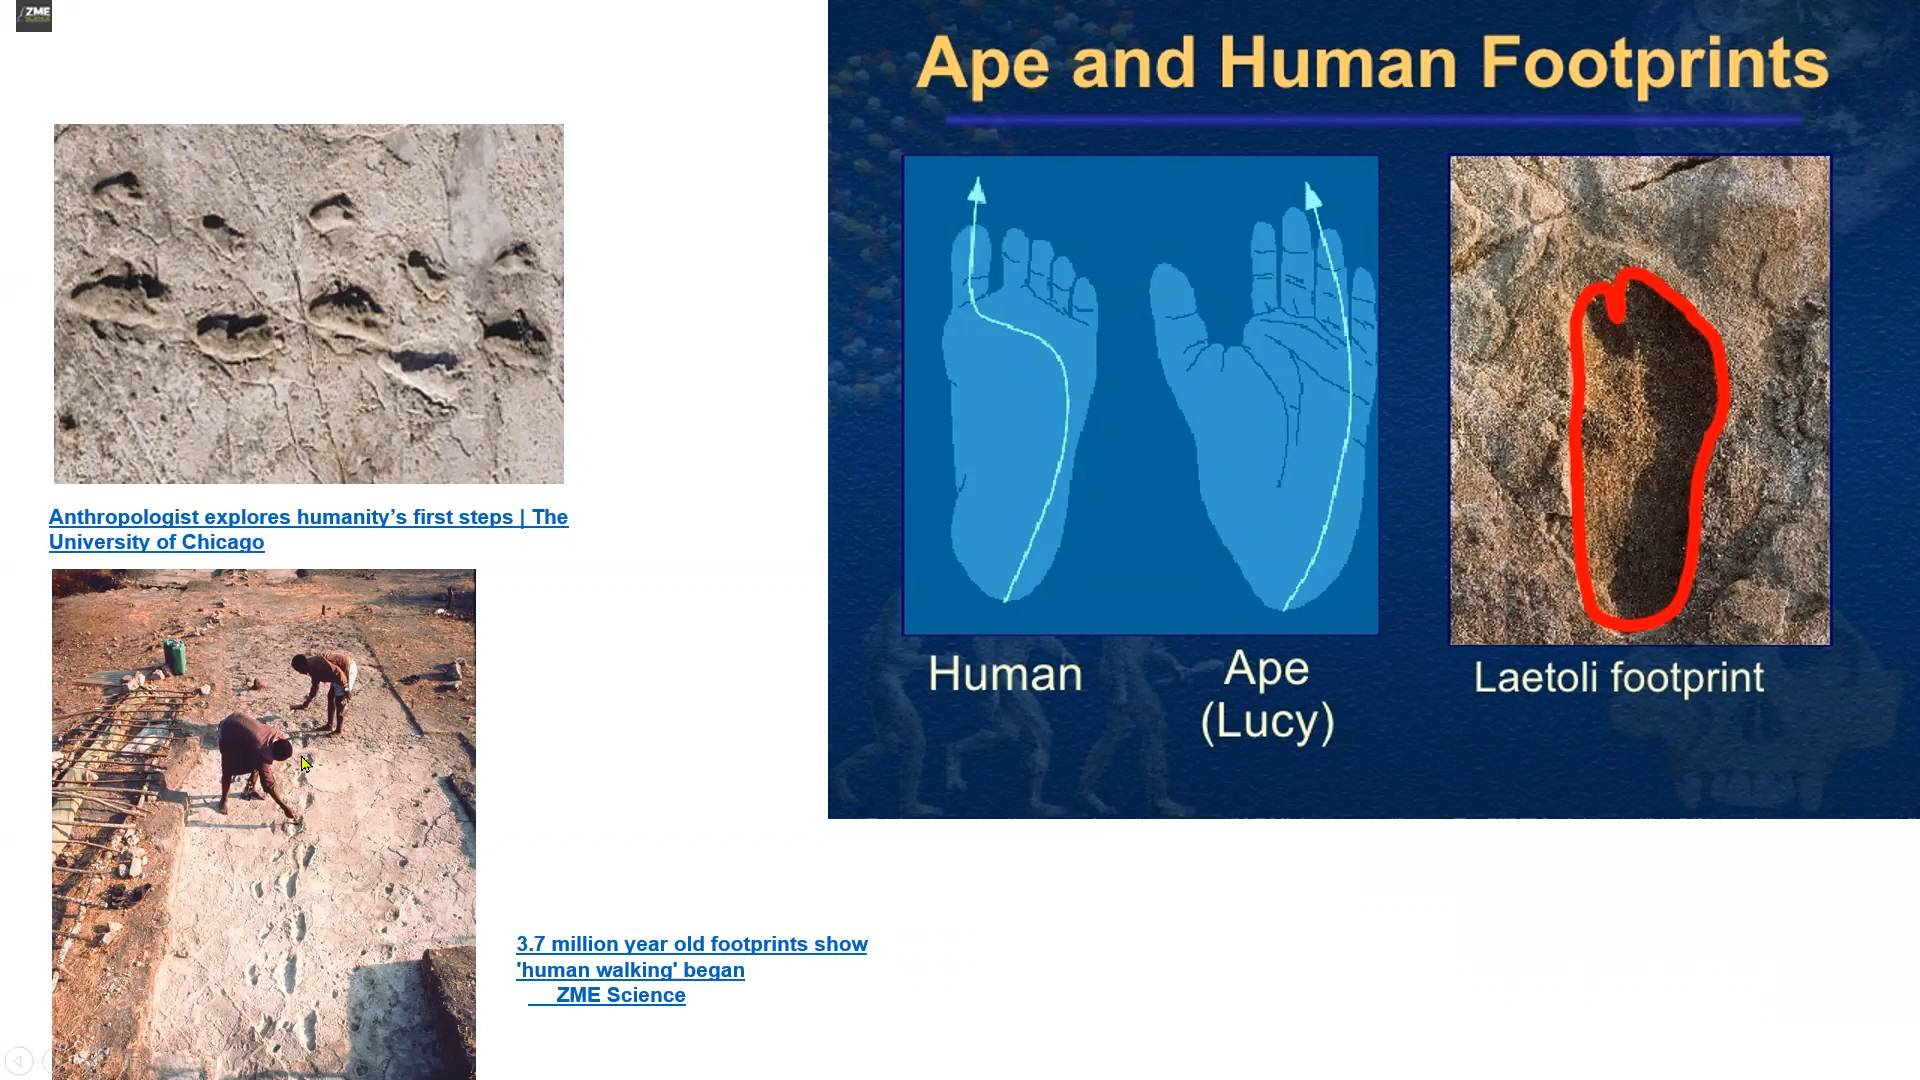 ZME
SCIENCE
Ape and Human Footprints
Human
Ape
(Lucy)
Laetoli footprint
Anthropologist explores humanity’s first steps | The
University of Chicago
3.7 million year old footprints show
'human walking' began
ZME Science